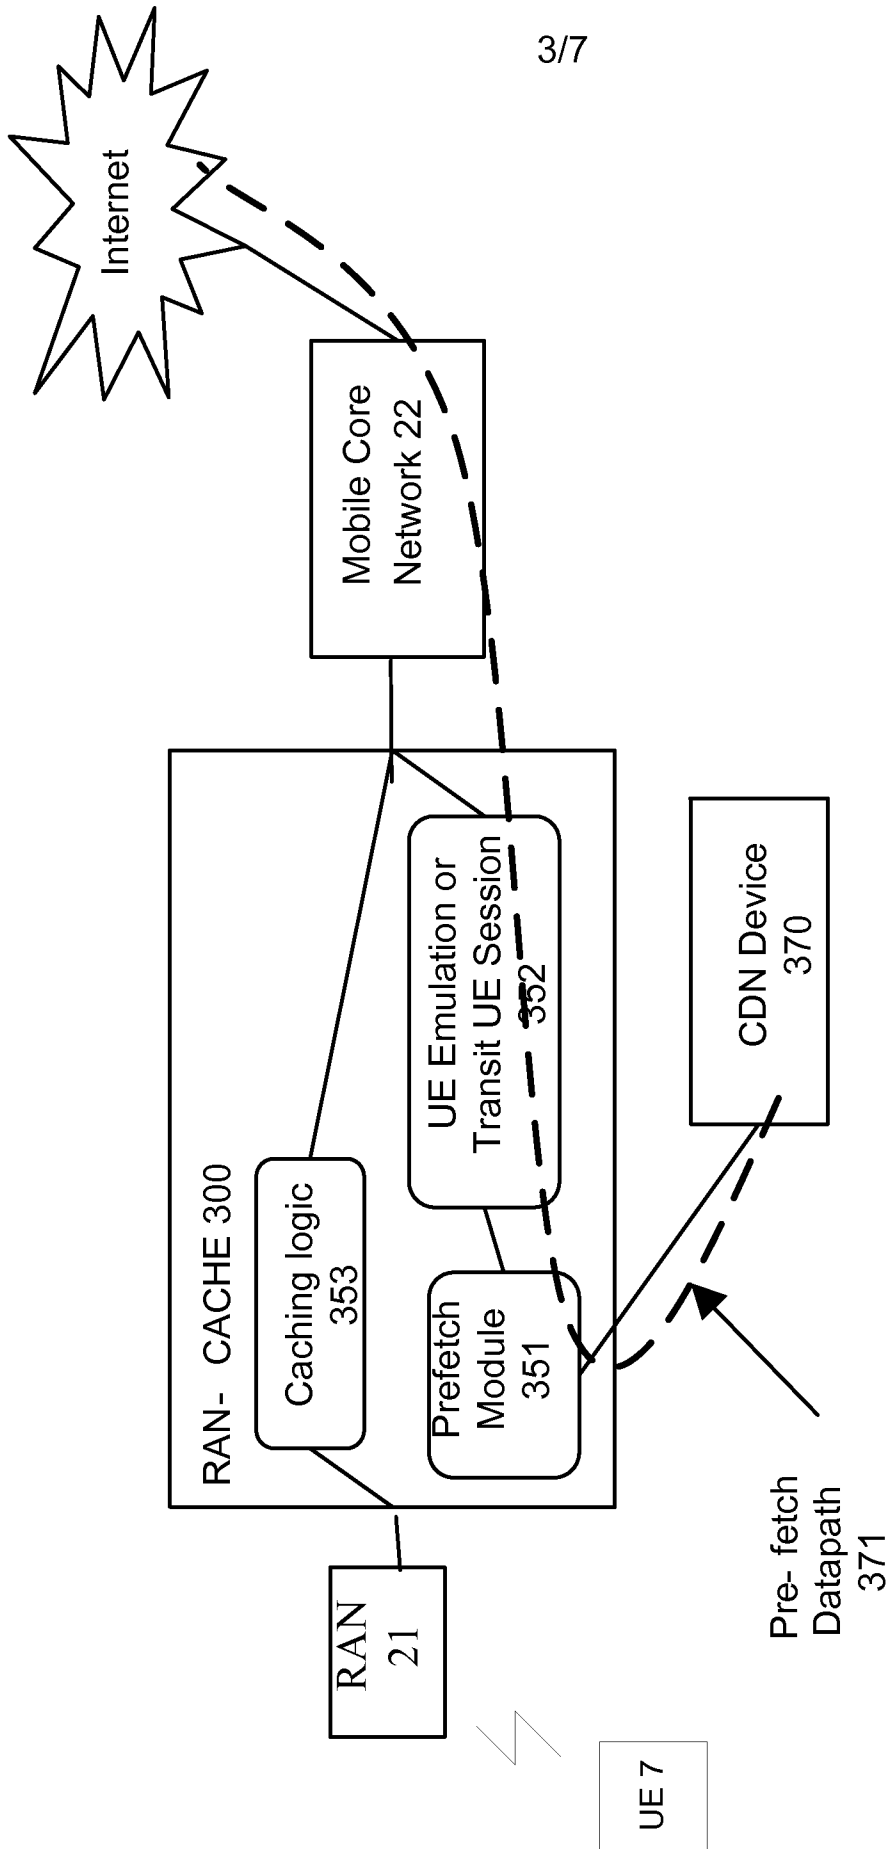 3/7
Internet
Mobile Core
Network 22
RAN- CACHE 300
Caching logic
353
UE Emulation or
Transit UE Session
352
Prefetch
Module
351
CDN Device
370
RAN
21
Pre- fetch
Datapath
371
UE 7